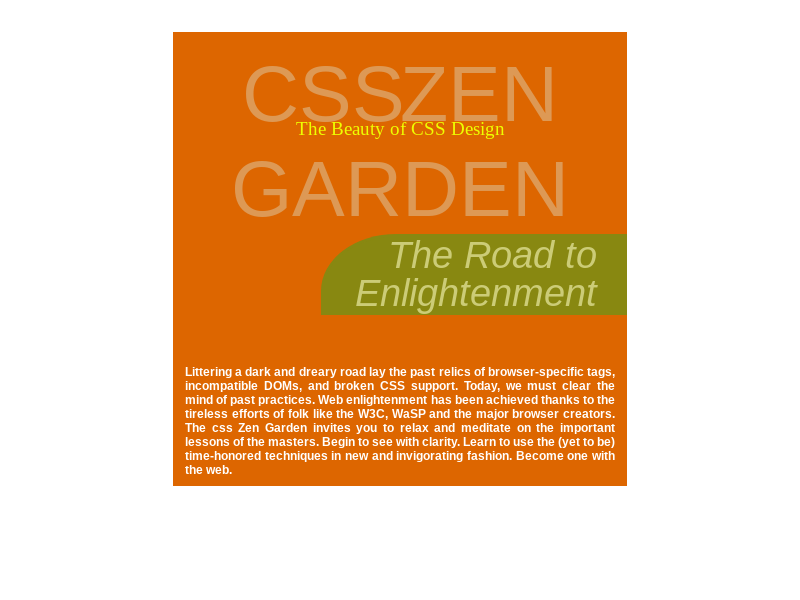 CSSZEN
The Beauty of CSS Design
GARDEN
The Road to
Enlightenment
Littering a dark and dreary road lay the past relics of browser-specific tags,
incompatible DOMs, and broken CSS support. Today, we must clear the
mind of past practices. Web enlightenment has been achieved thanks to the
tireless efforts of folk like the W3C, WaSP and the major browser creators.
The css Zen Garden invites you to relax and meditate on the important
lessons of the masters. Begin to see with clarity. Learn to use the (yet to be)
time-honored techniques in new and invigorating fashion. Become one with
the web.